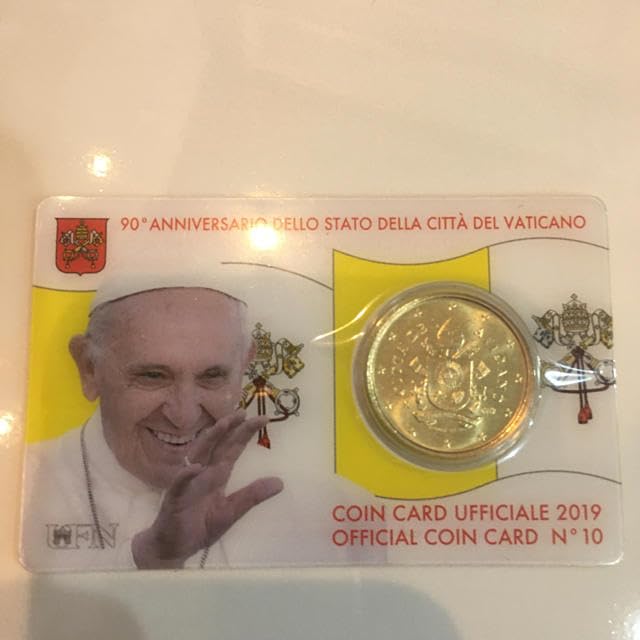 90° ANNIVERSARIO DELLO STATO DELLA CITTÀ DEL VATICANO
UFN
COIN CARD UFFICIALE 2019
OFFICIAL COIN CARD N° 10